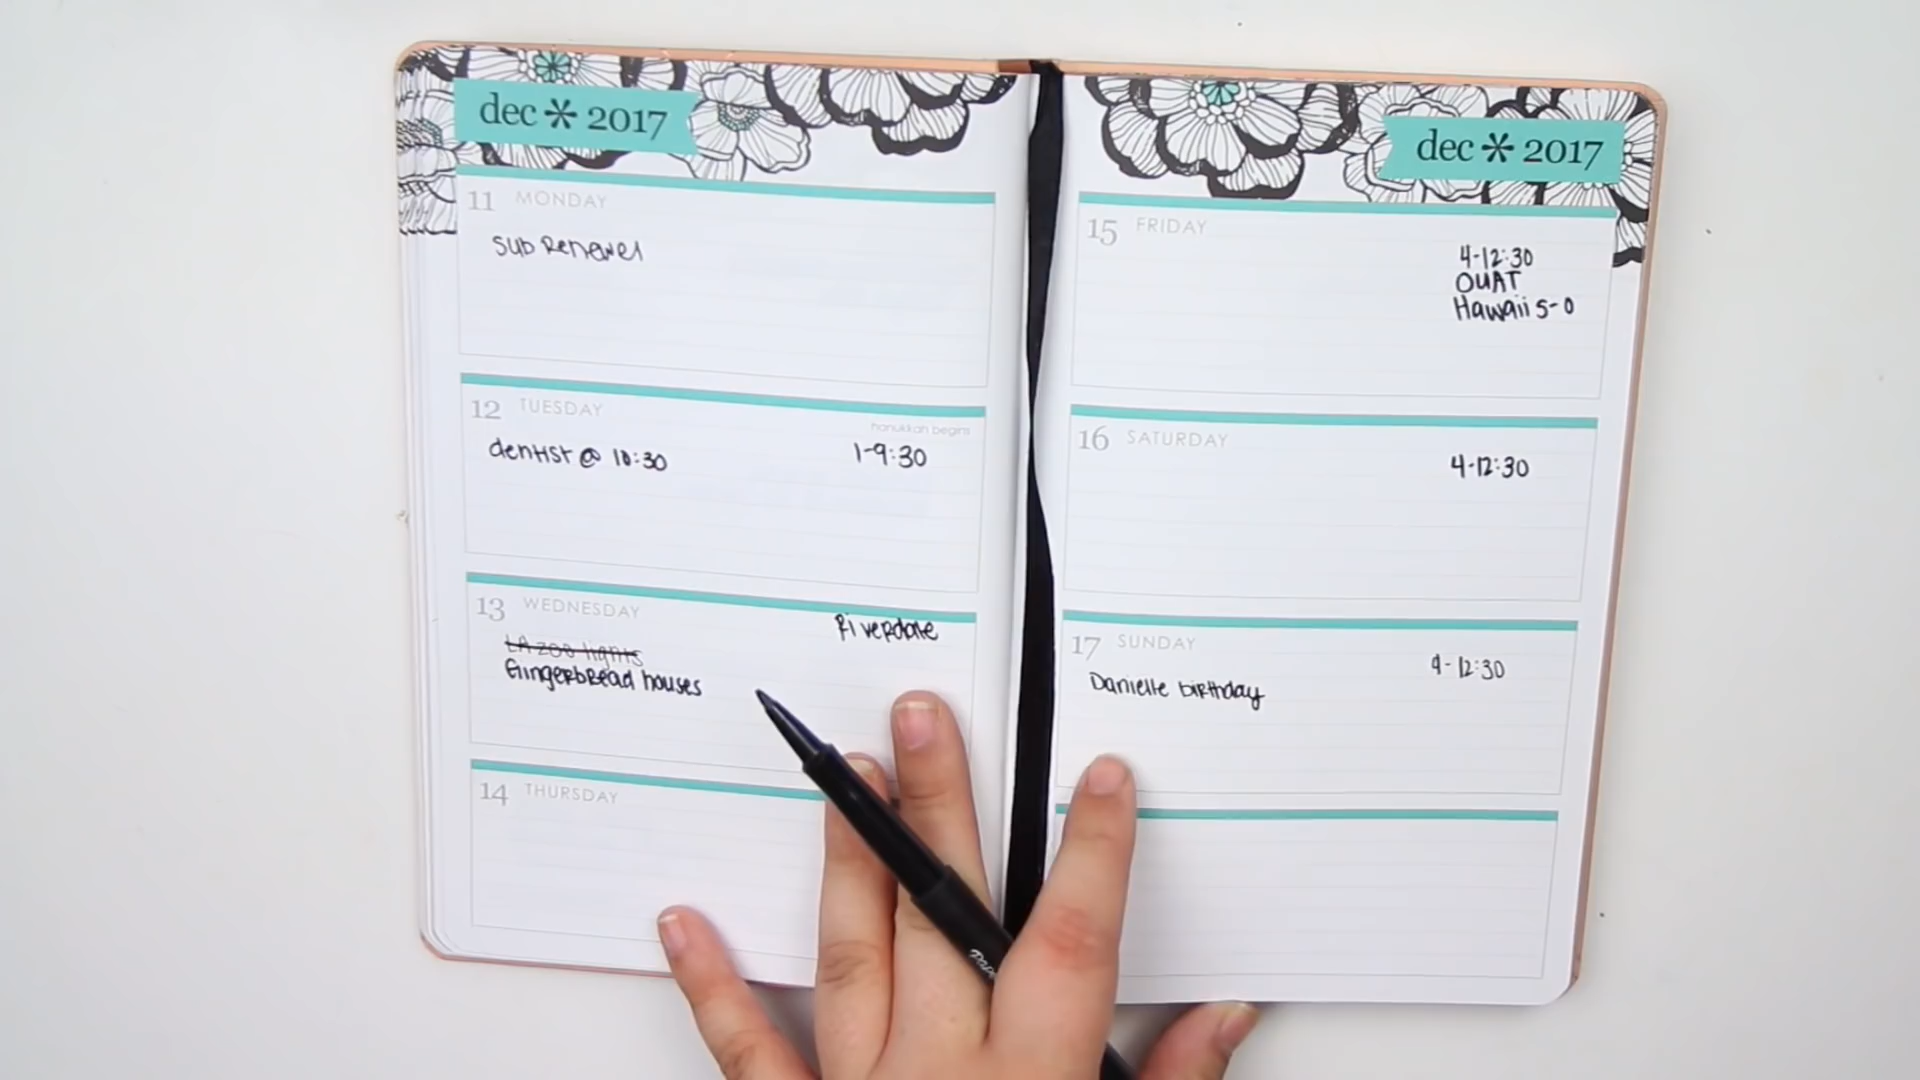 dec * 2017
11 MONDAY
Sub Renewel
12 TUESDAY
hanukkah begins
dentist @ 10:30
1-9:30
13 WEDNESDAY
Riverdale
LA zoo lights
Gingerbread houses
14 THURSDAY
dec * 2017
15 FRIDAY
4-12:30
OUAT
Hawaii 5-0
16 SATURDAY
4-12:30
17 SUNDAY
4-12:30
Danielle birthday